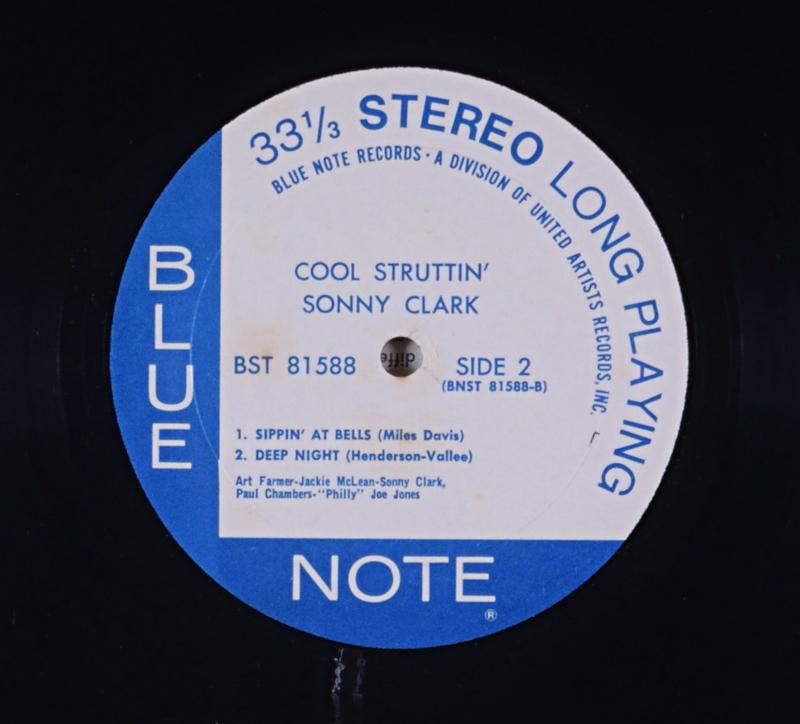 33⅓ STEREO LONG PLAYING
BLUE NOTE RECORDS · A DIVISION OF UNITED ARTISTS RECORDS, INC.
BLUE
COOL STRUTTIN'
SONNY CLARK
BST 81588
SIDE 2
(BNST 81588-B)
1. SIPPIN' AT BELLS (Miles Davis)
2. DEEP NIGHT (Henderson-Vallee)
Art Farmer-Jackie McLean-Sonny Clark,
Paul Chambers-"Philly" Joe Jones
NOTE
®